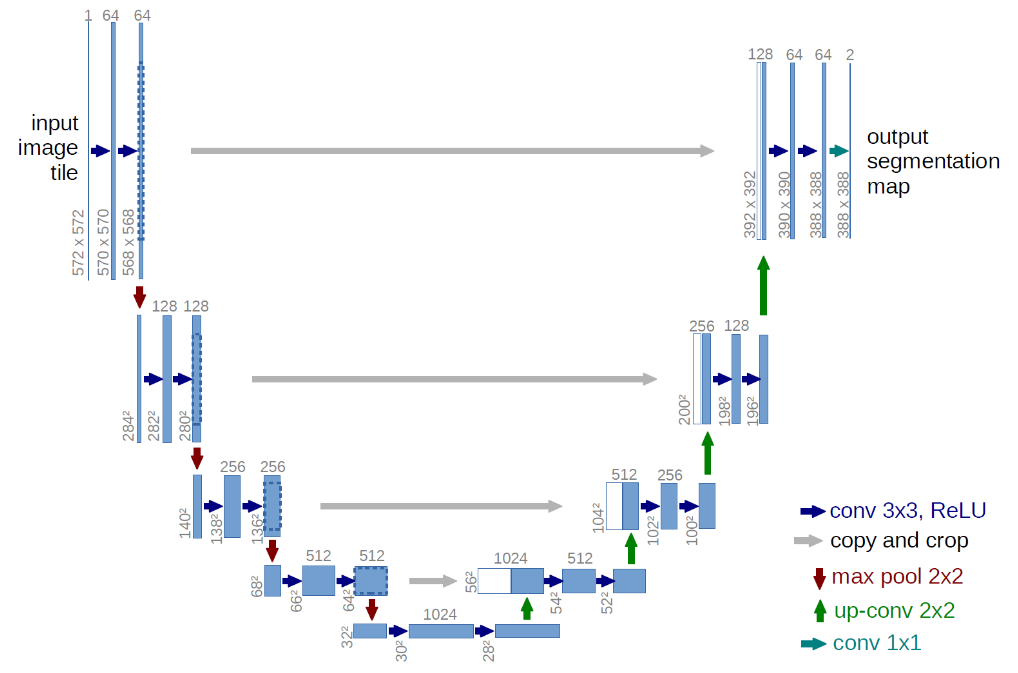 1 64 64
input
image
tile
572 x 572
570 x 570
568 x 568
128 64 64 2
output
segmentation
map
392 x 392
390 x 390
388 x 388
388 x 388
128 128
284²
282²
280²
256 128
200²
198²
196²
256 256
140²
138²
136²
512 256
104²
102²
100²
512 512
68²
66²
64²
1024 512
56²
54²
52²
1024
32²
30²
28²
conv 3x3, ReLU
copy and crop
max pool 2x2
up-conv 2x2
conv 1x1